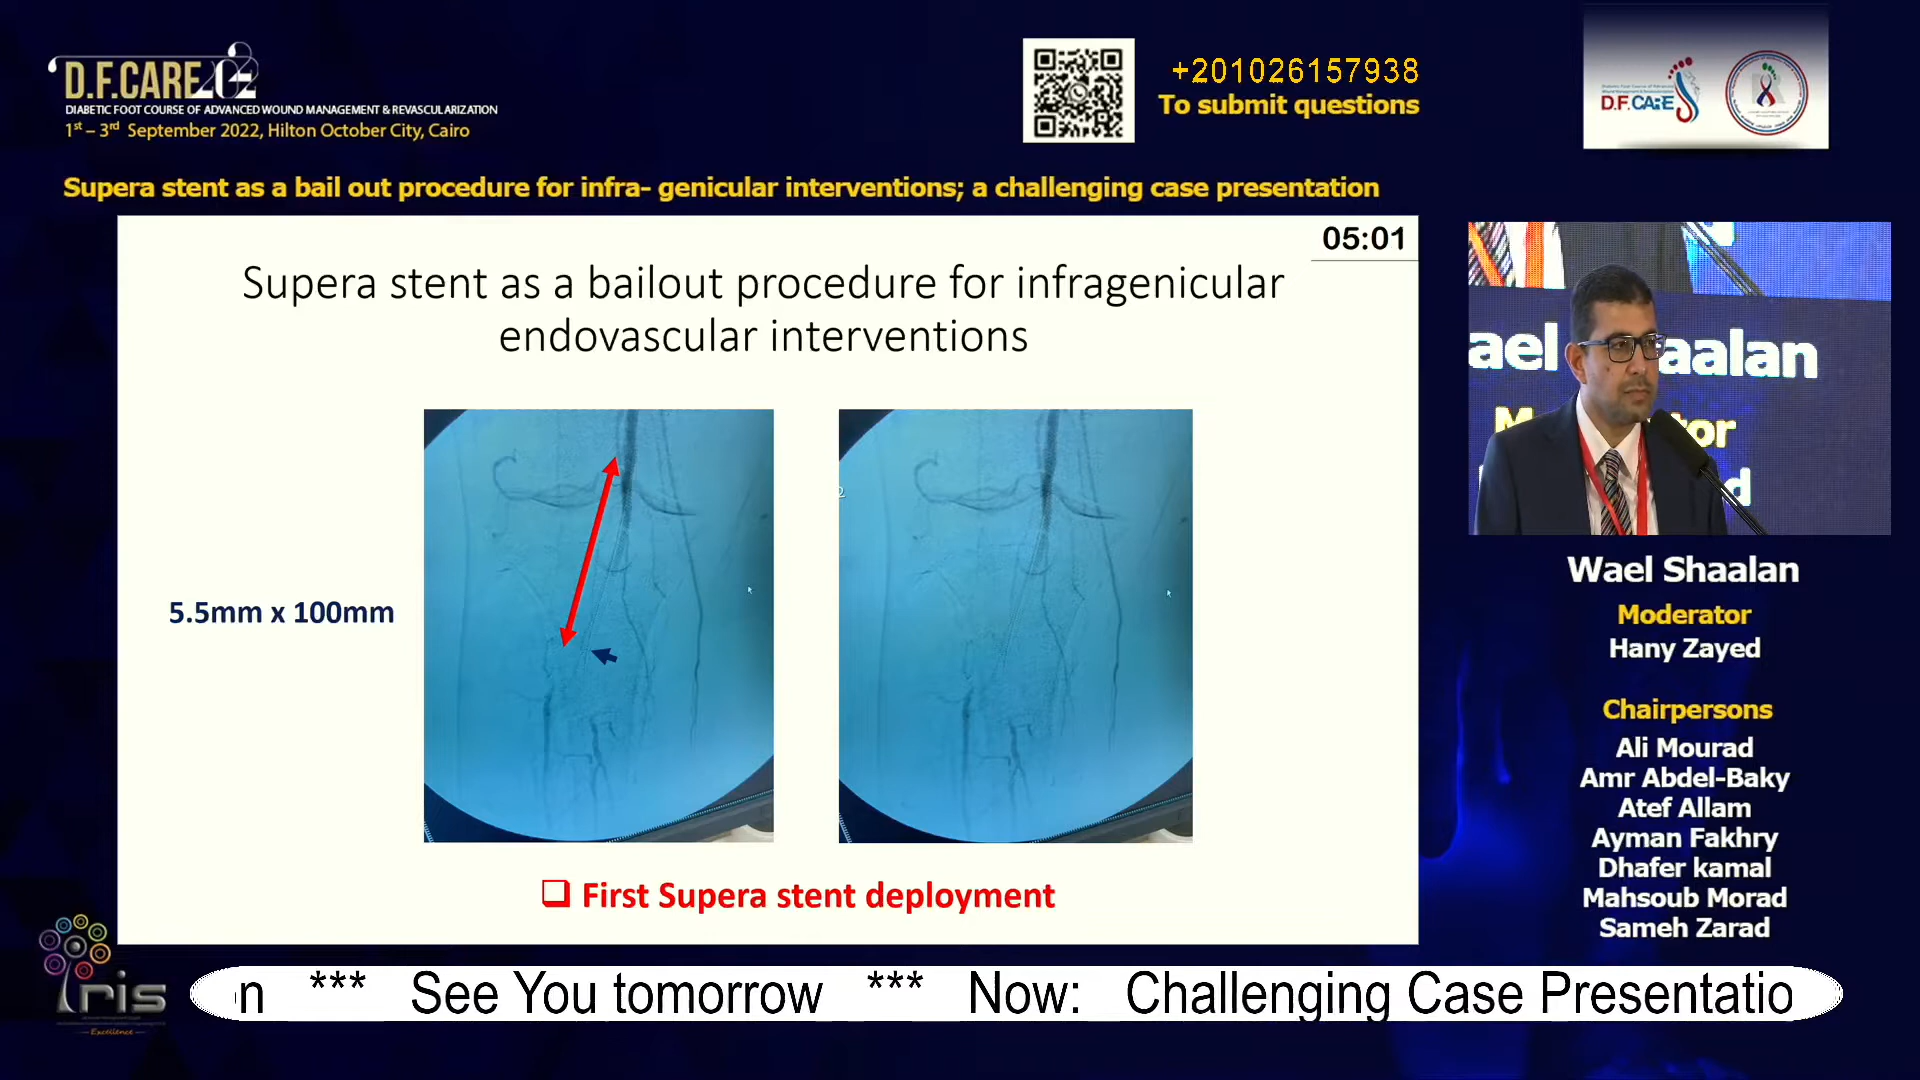 D.F.CARE
DIABETIC FOOT COURSE OF ADVANCED WOUND MANAGEMENT & REVASCULARIZATION
1st – 3rd September 2022, Hilton October City, Cairo
+201026157938
To submit questions
D.F.CARE
Supera stent as a bail out procedure for infra- genicular interventions; a challenging case presentation
05:01
Supera stent as a bailout procedure for infragenicular
endovascular interventions
5.5mm x 100mm
❑ First Supera stent deployment
ael Shaalan
Wael Shaalan
Moderator
Hany Zayed
Chairpersons
Ali Mourad
Amr Abdel-Baky
Atef Allam
Ayman Fakhry
Dhafer kamal
Mahsoub Morad
Sameh Zarad
iris
Excellence
n *** See You tomorrow *** Now: Challenging Case Presentatio